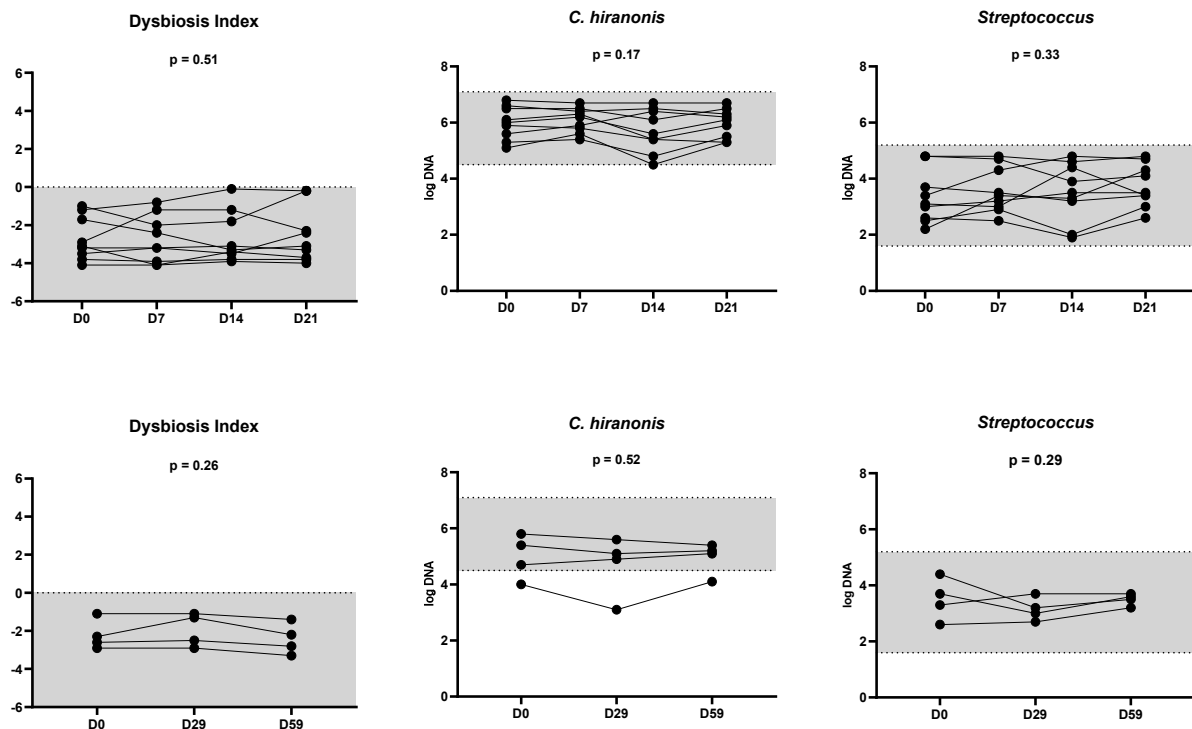 Dysbiosis Index
p = 0.51
6
4
2
0
-2
-4
-6
D0 D7 D14 D21
C. hiranonis
p = 0.17
log DNA
8
6
4
2
0
D0 D7 D14 D21
Streptococcus
p = 0.33
log DNA
8
6
4
2
0
D0 D7 D14 D21
Dysbiosis Index
p = 0.26
6
4
2
0
-2
-4
-6
D0 D29 D59
C. hiranonis
p = 0.52
log DNA
8
6
4
2
0
D0 D29 D59
Streptococcus
p = 0.29
log DNA
8
6
4
2
0
D0 D29 D59